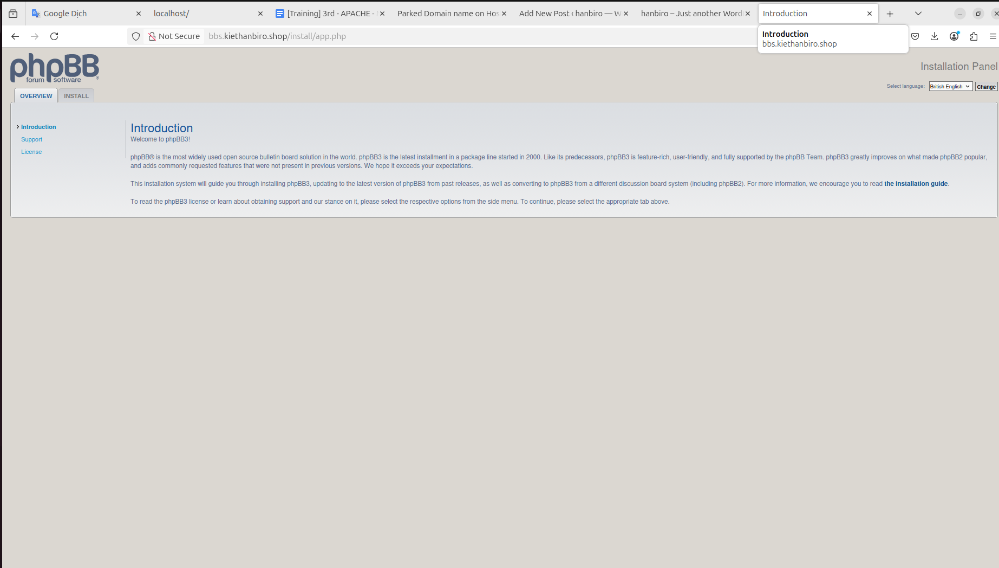 Google Dịch
localhost/
[Training] 3rd - APACHE -
Parked Domain name on Hos
Add New Post ‹ hanbiro — W
hanbiro – Just another Word
Introduction
Not Secure
bbs.kiethanbiro.shop/install/app.php
Introduction
bbs.kiethanbiro.shop
phpBB
forum software ®
Installation Panel
Select language: British English Change
OVERVIEW
INSTALL
Introduction
Support
License
Introduction
Welcome to phpBB3!
phpBB® is the most widely used open source bulletin board solution in the world. phpBB3 is the latest installment in a package line started in 2000. Like its predecessors, phpBB3 is feature-rich, user-friendly, and fully supported by the phpBB Team. phpBB3 greatly improves on what made phpBB2 popular,
and adds commonly requested features that were not present in previous versions. We hope it exceeds your expectations.
This installation system will guide you through installing phpBB3, updating to the latest version of phpBB3 from past releases, as well as converting to phpBB3 from a different discussion board system (including phpBB2). For more information, we encourage you to read the installation guide.
To read the phpBB3 license or learn about obtaining support and our stance on it, please select the respective options from the side menu. To continue, please select the appropriate tab above.